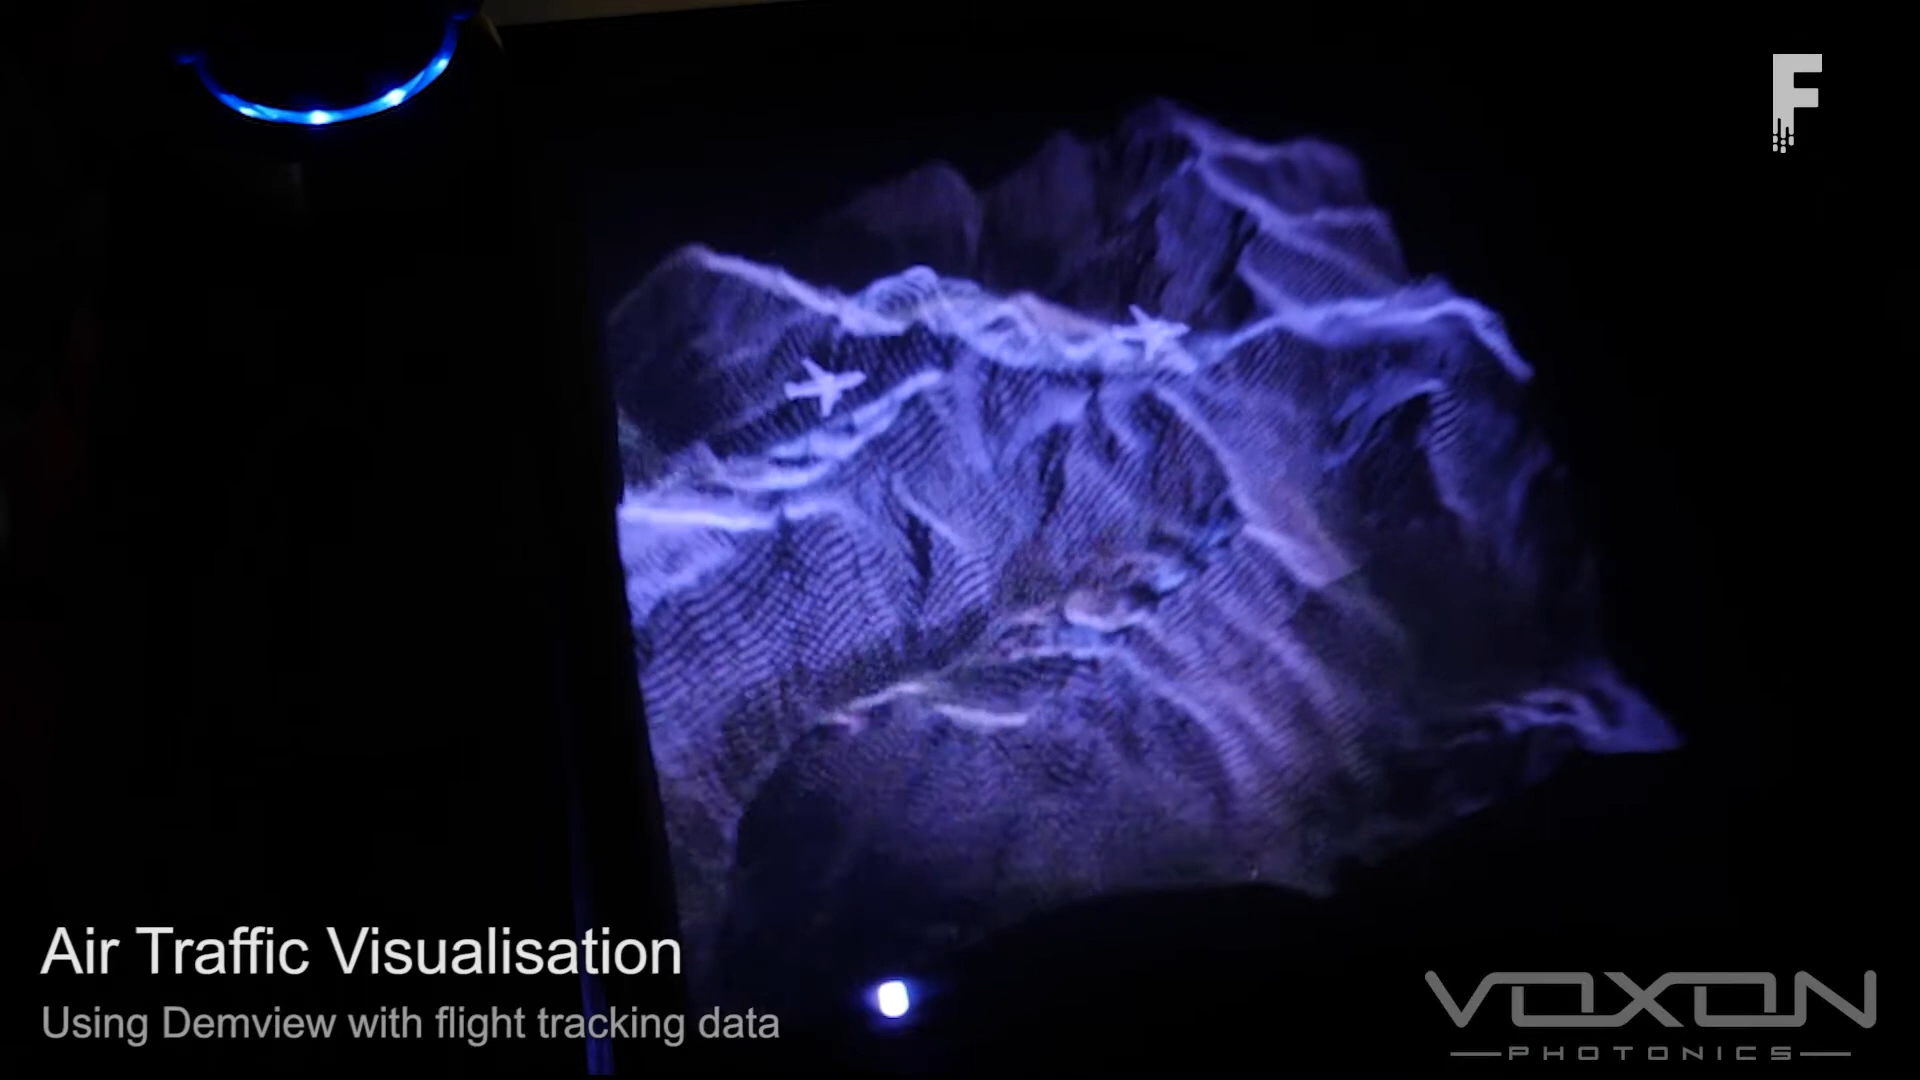 F
Air Traffic Visualisation
Using Demview with flight tracking data
VOXON
PHOTONICS